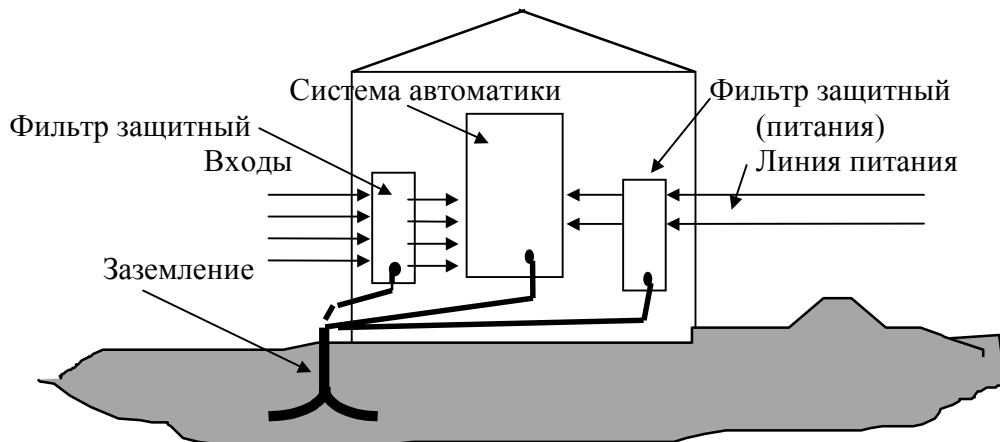 Система автоматики
Фильтр защитный
(питания)
Фильтр защитный
Входы
Линия питания
Заземление